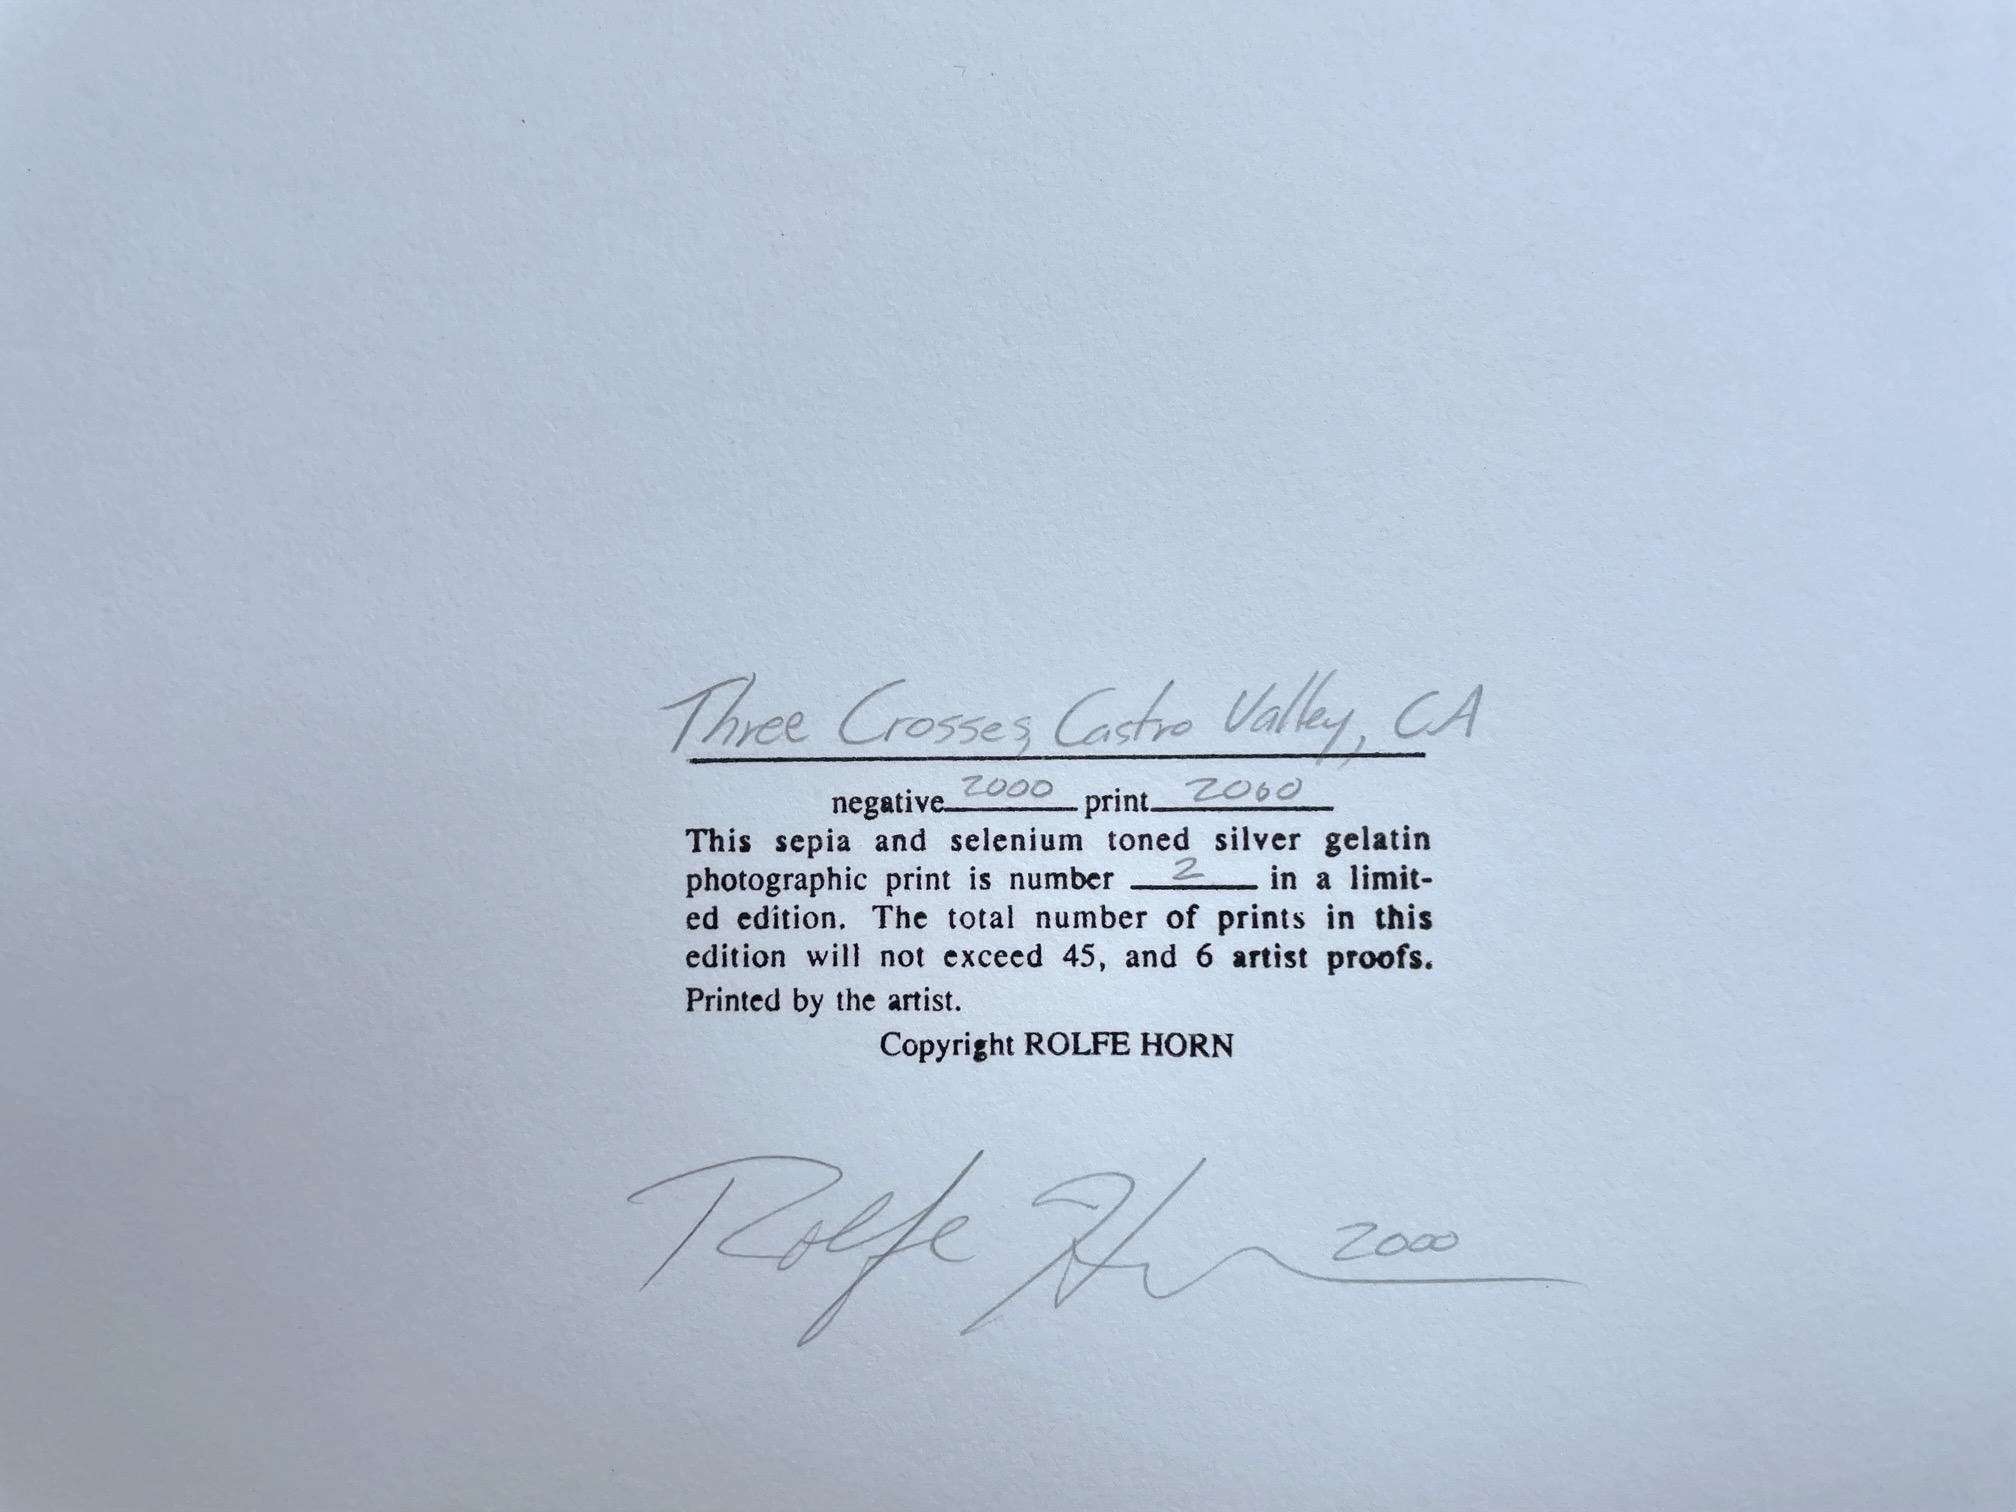 Three Crosses, Castro Valley, CA
negative 2000 print 2000
This sepia and selenium toned silver gelatin
photographic print is number 2 in a limit-
ed edition. The total number of prints in this
edition will not exceed 45, and 6 artist proofs.
Printed by the artist.
Copyright ROLFE HORN
Rolfe Horn 2000